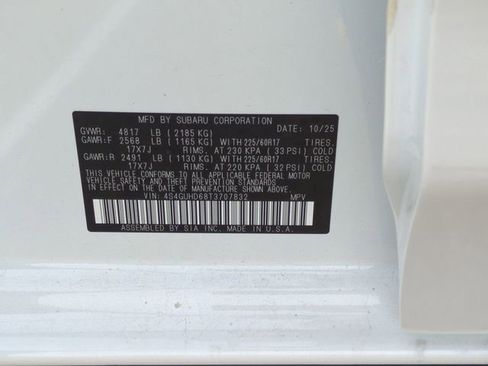 MFD BY SUBARU CORPORATION DATE: 10/25
GVWR: 4817 LB (2185 KG)
GAWR:F 2568 LB (1165 KG) WITH 225/60R17 TIRES.
17X7J RIMS. AT 230 KPA (33 PSI) COLD
GAWR:R 2491 LB (1130 KG) WITH 225/60R17 TIRES.
17X7J RIMS. AT 220 KPA (32 PSI) COLD
THIS VEHICLE CONFORMS TO ALL APPLICABLE FEDERAL MOTOR
VEHICLE SAFETY AND THEFT PREVENTION STANDARDS IN EFFECT
ON THE DATE OF MANUFACTURE SHOWN ABOVE.
VIN: 4S4GUHD68T3707832 MPV
ASSEMBLED BY SIA INC. IN U.S.A.